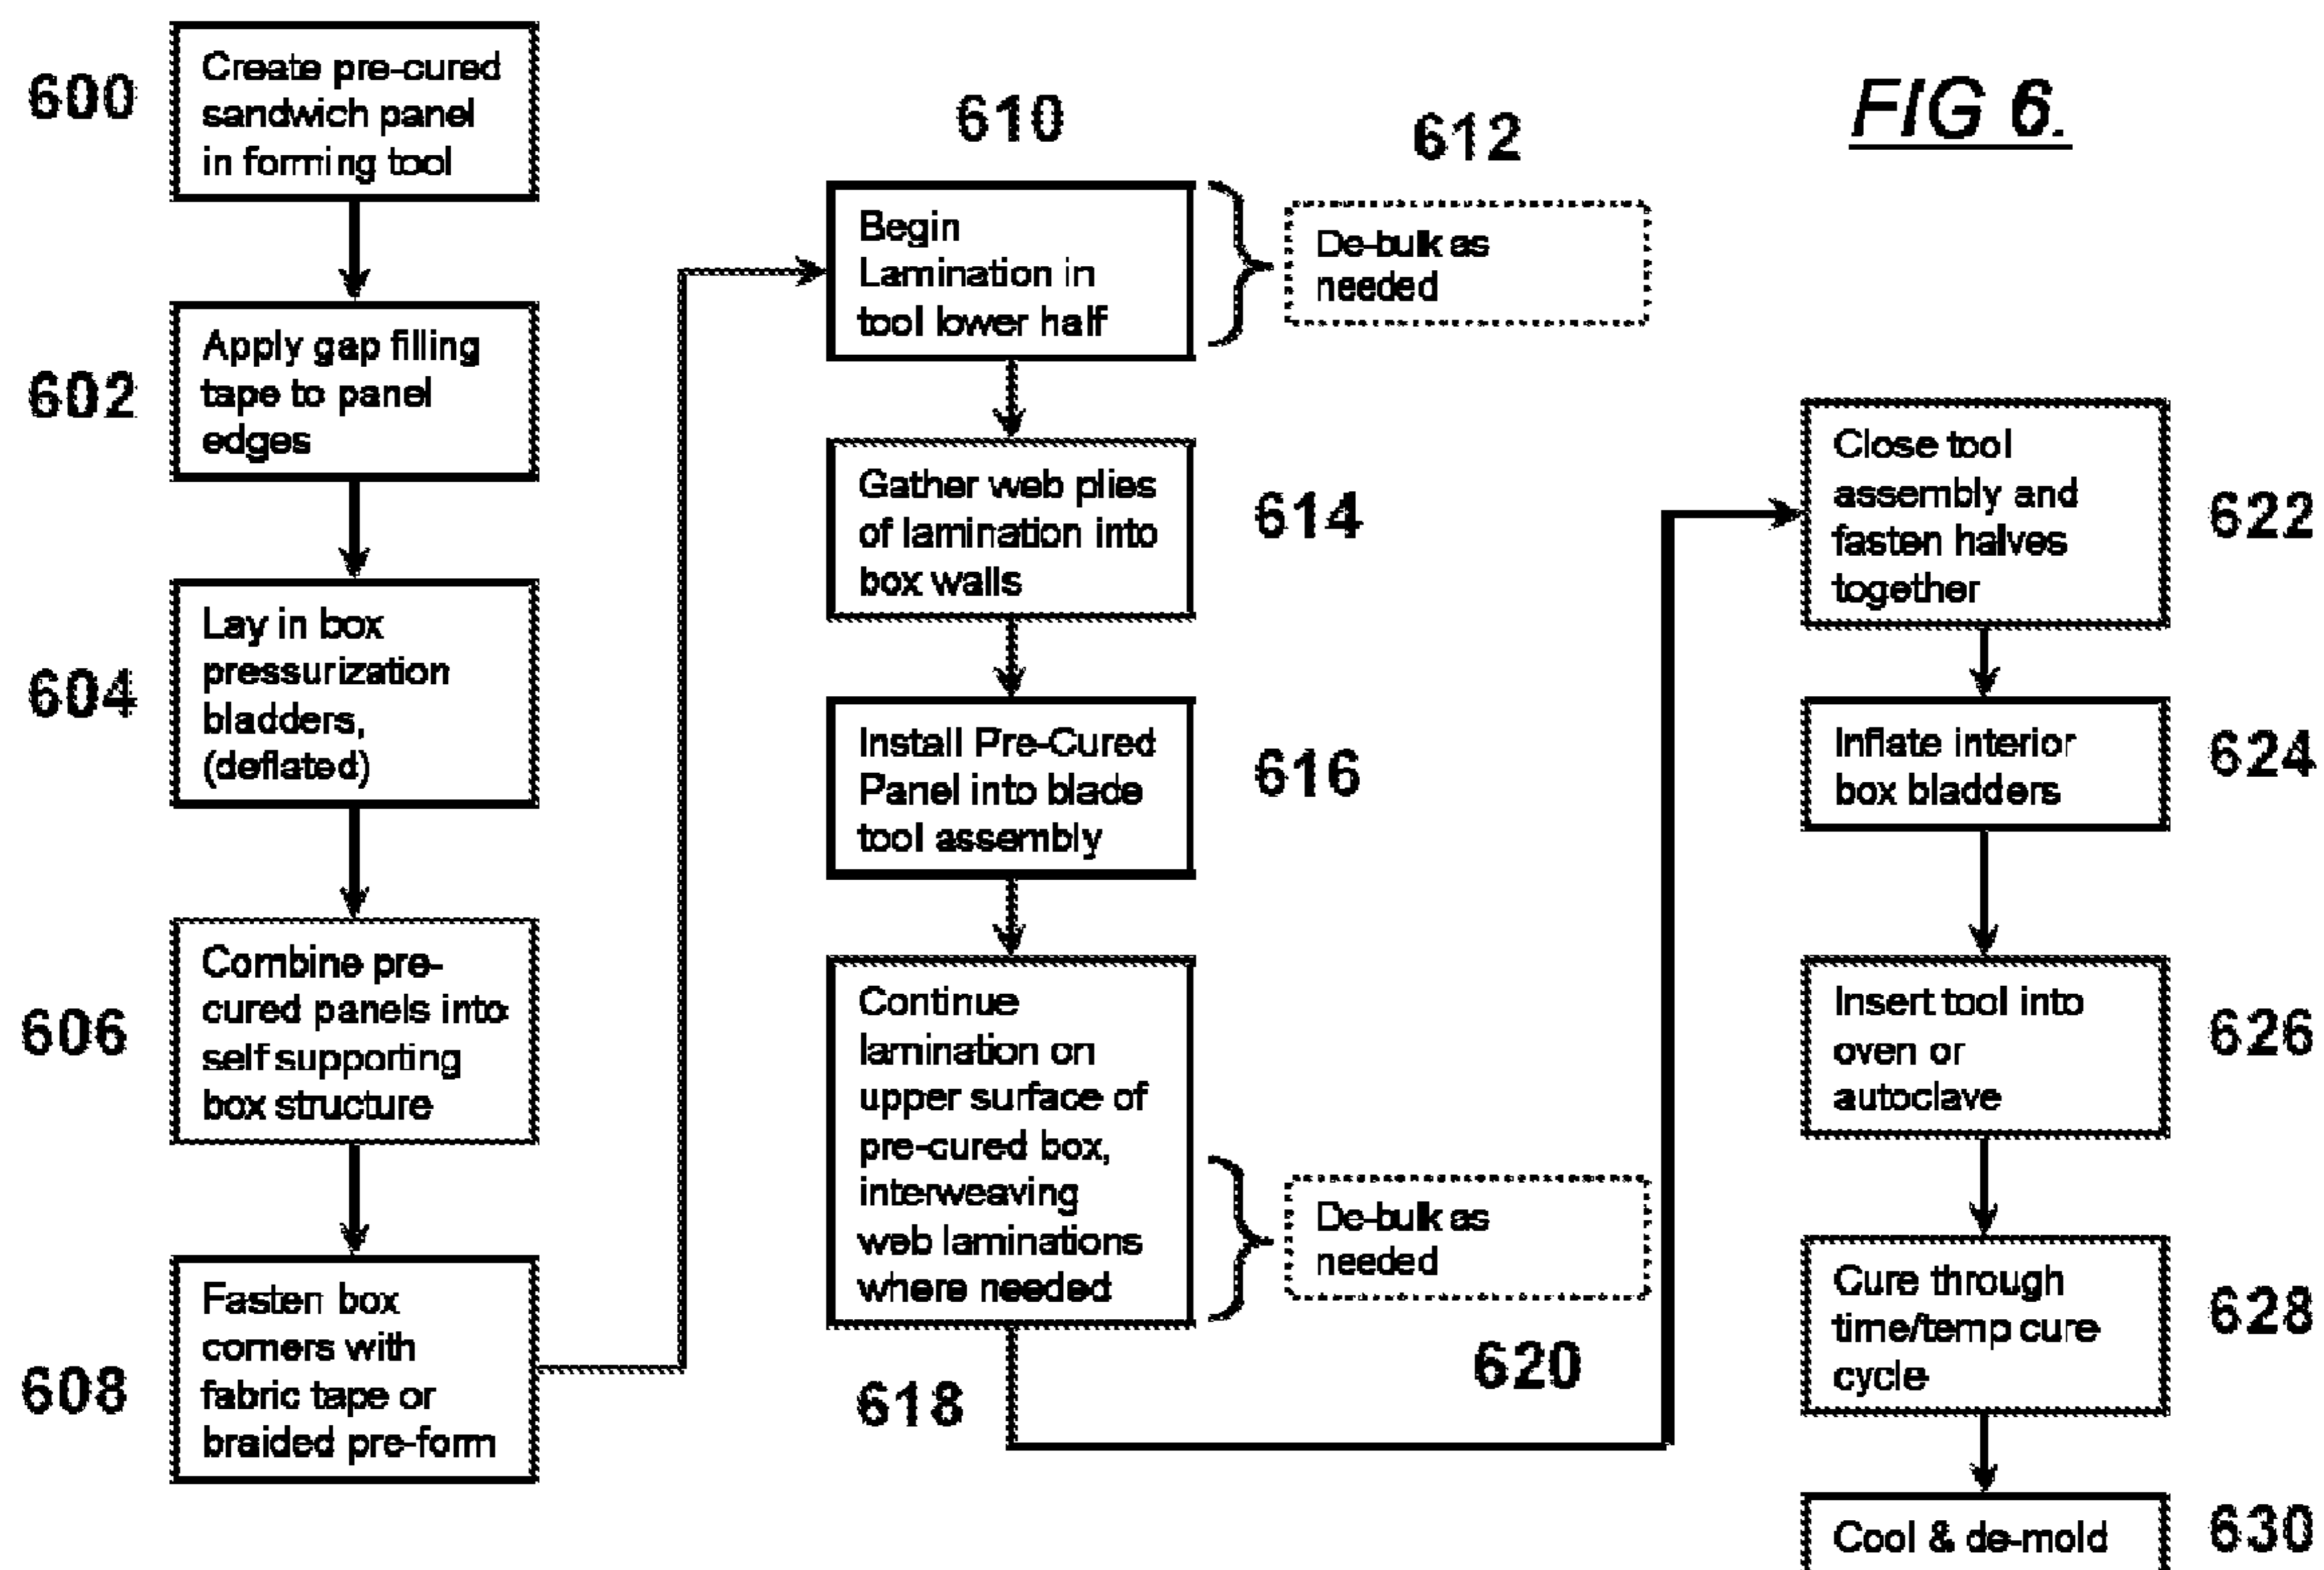 600
Create pre-cured
sandwich panel
in forming tool
602
Apply gap filling
tape to panel
edges
604
Lay in box
pressurization
bladders,
(deflated)
606
Combine pre-
cured panels into
self supporting
box structure
608
Fasten box
corners with
fabric tape or
braided pre-form
610
Begin
Lamination in
tool lower half
612
De-bulk as
needed
614
Gather web plies
of lamination into
box walls
616
Install Pre-Cured
Panel into blade
tool assembly
Continue
lamination on
upper surface of
pre-cured box,
interweaving
web laminations
where needed
618
De-bulk as
needed
620
FIG 6.
Close tool
assembly and
fasten halves
together
622
Inflate interior
box bladders
624
Insert tool into
oven or
autoclave
626
Cure through
time/temp cure
cycle
628
Cool & de-mold
630